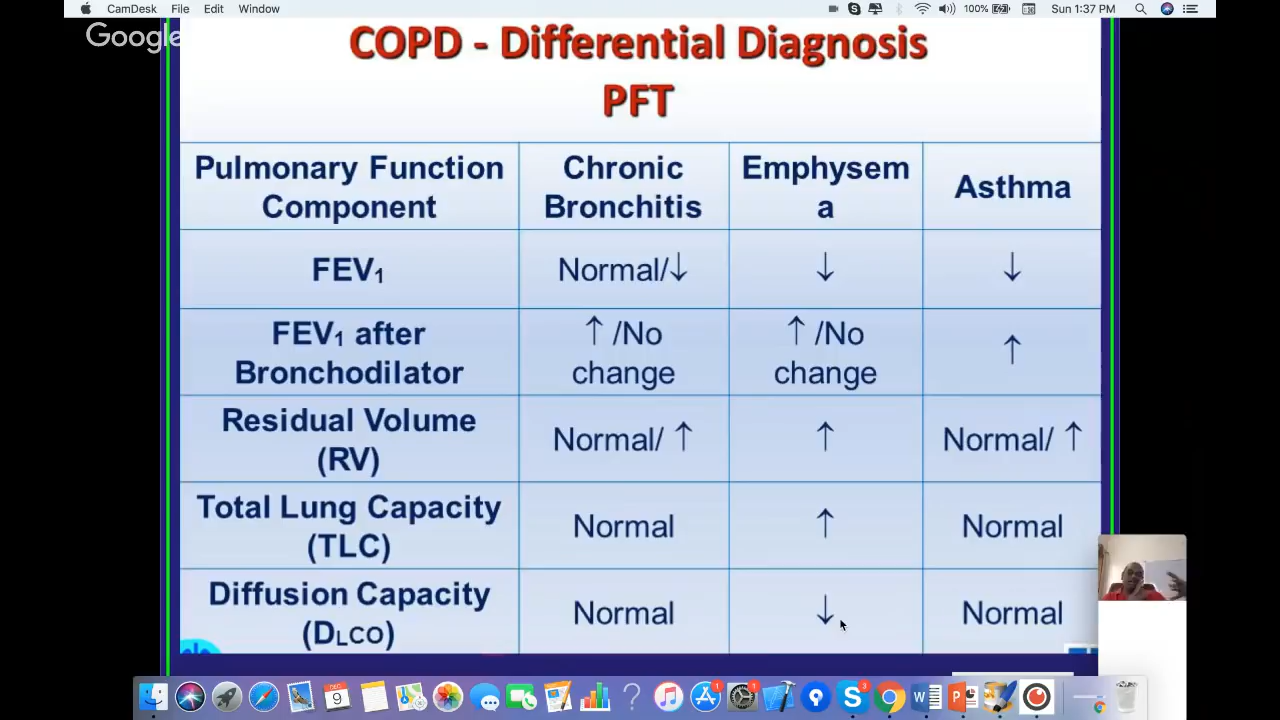 CamDesk File Edit Window 100% Sun 1:37 PM
Google
COPD - Differential Diagnosis
PFT
Pulmonary Function
Component
Chronic
Bronchitis
Emphysem
a
Asthma
FEV₁
Normal/↓
↓
↓
FEV₁ after
Bronchodilator
↑ /No
change
↑ /No
change
↑
Residual Volume
(RV)
Normal/ ↑
↑
Normal/ ↑
Total Lung Capacity
(TLC)
Normal
↑
Normal
Diffusion Capacity
(DLCO)
Normal
↓
Normal